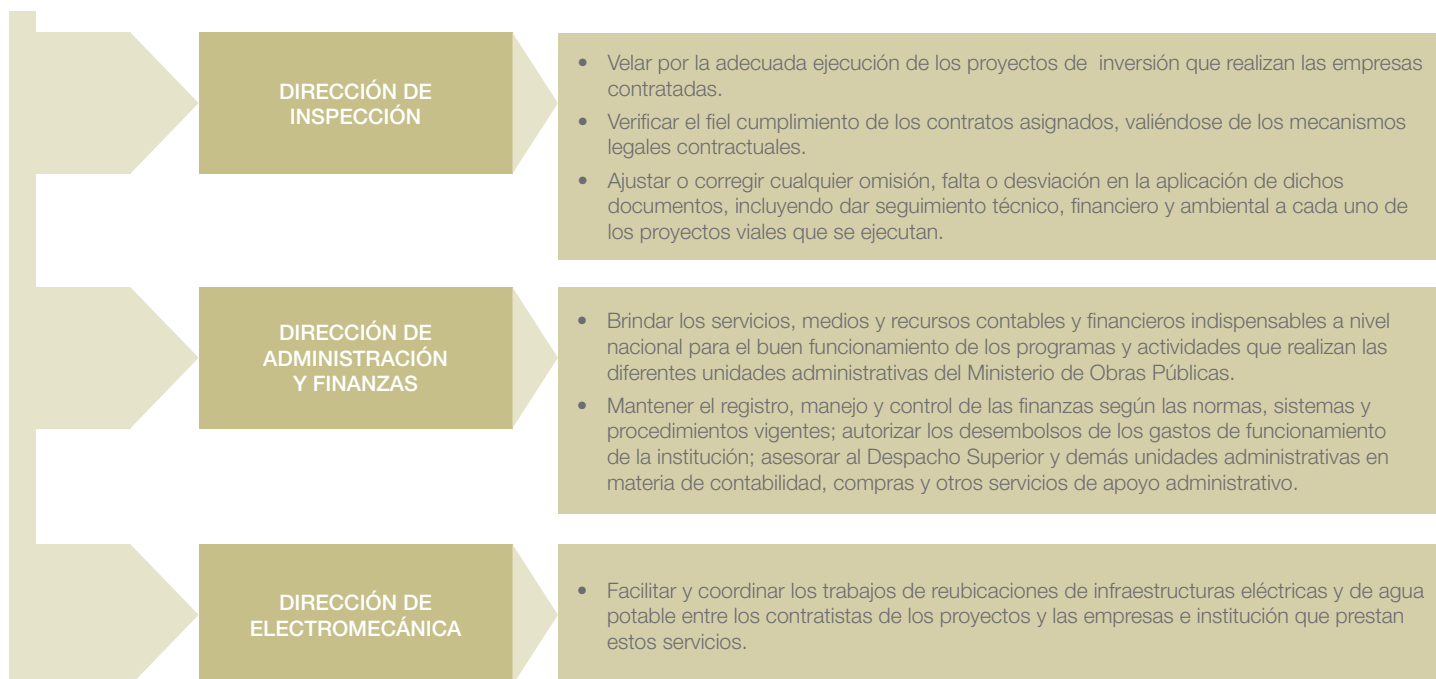 DIRECCIÓN DE
INSPECCIÓN
• Velar por la adecuada ejecución de los proyectos de inversión que realizan las empresas
contratadas.
• Verificar el fiel cumplimiento de los contratos asignados, valiéndose de los mecanismos
legales contractuales.
• Ajustar o corregir cualquier omisión, falta o desviación en la aplicación de dichos
documentos, incluyendo dar seguimiento técnico, financiero y ambiental a cada uno de
los proyectos viales que se ejecutan.
DIRECCIÓN DE
ADMINISTRACIÓN
Y FINANZAS
• Brindar los servicios, medios y recursos contables y financieros indispensables a nivel
nacional para el buen funcionamiento de los programas y actividades que realizan las
diferentes unidades administrativas del Ministerio de Obras Públicas.
• Mantener el registro, manejo y control de las finanzas según las normas, sistemas y
procedimientos vigentes; autorizar los desembolsos de los gastos de funcionamiento
de la institución; asesorar al Despacho Superior y demás unidades administrativas en
materia de contabilidad, compras y otros servicios de apoyo administrativo.
DIRECCIÓN DE
ELECTROMECÁNICA
• Facilitar y coordinar los trabajos de reubicaciones de infraestructuras eléctricas y de agua
potable entre los contratistas de los proyectos y las empresas e institución que prestan
estos servicios.